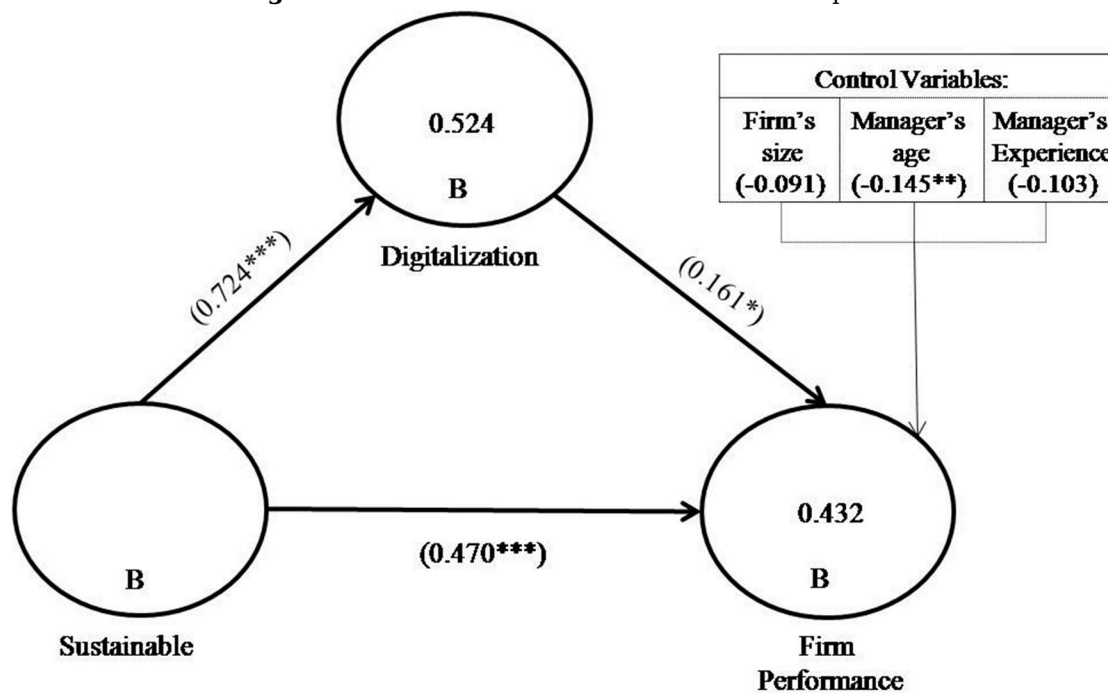 0.524
B
Digitalization
Control Variables:
Firm's size (-0.091)
Manager's age (-0.145**)
Manager's Experience (-0.103)
(0.724***)
(0.161*)
B
Sustainable
(0.470***)
0.432
B
Firm
Performance